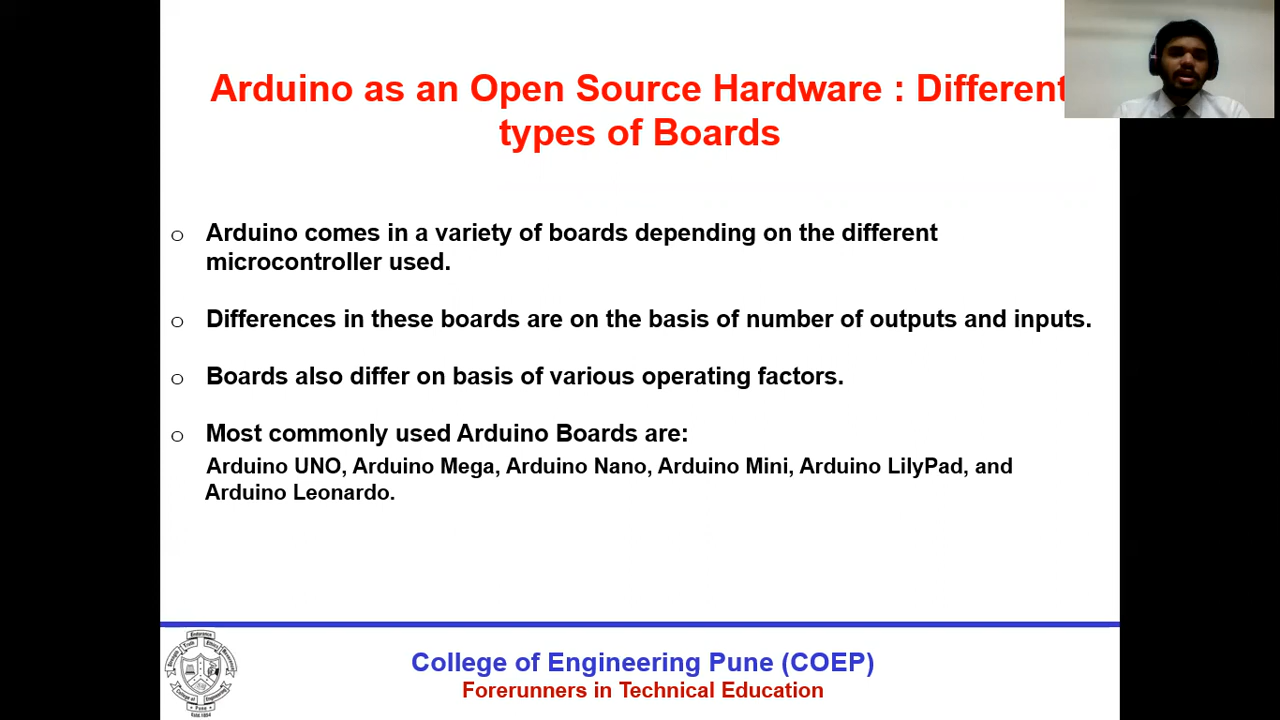 Arduino as an Open Source Hardware : Different
types of Boards
o Arduino comes in a variety of boards depending on the different
microcontroller used.
o Differences in these boards are on the basis of number of outputs and inputs.
o Boards also differ on basis of various operating factors.
o Most commonly used Arduino Boards are:
Arduino UNO, Arduino Mega, Arduino Nano, Arduino Mini, Arduino LilyPad, and
Arduino Leonardo.
College of Engineering Pune (COEP)
Forerunners in Technical Education